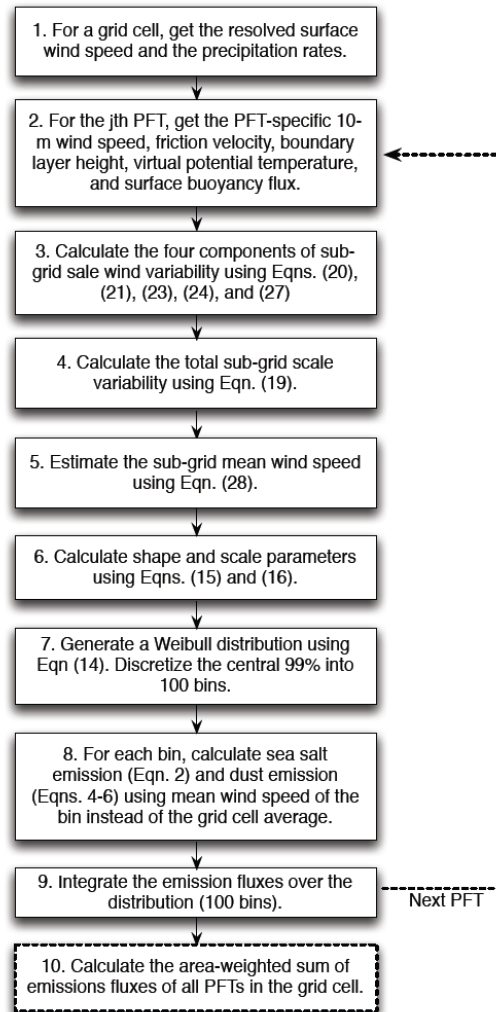 1. For a grid cell, get the resolved surface
wind speed and the precipitation rates.
2. For the jth PFT, get the PFT-specific 10-
m wind speed, friction velocity, boundary
layer height, virtual potential temperature,
and surface buoyancy flux.
3. Calculate the four components of sub-
grid sale wind variability using Eqns. (20),
(21), (23), (24), and (27)
4. Calculate the total sub-grid scale
variability using Eqn. (19).
5. Estimate the sub-grid mean wind speed
using Eqn. (28).
6. Calculate shape and scale parameters
using Eqns. (15) and (16).
7. Generate a Weibull distribution using
Eqn (14). Discretize the central 99% into
100 bins.
8. For each bin, calculate sea salt
emission (Eqn. 2) and dust emission
(Eqns. 4-6) using mean wind speed of the
bin instead of the grid cell average.
9. Integrate the emission fluxes over the
distribution (100 bins).
Next PFT
10. Calculate the area-weighted sum of
emissions fluxes of all PFTs in the grid cell.